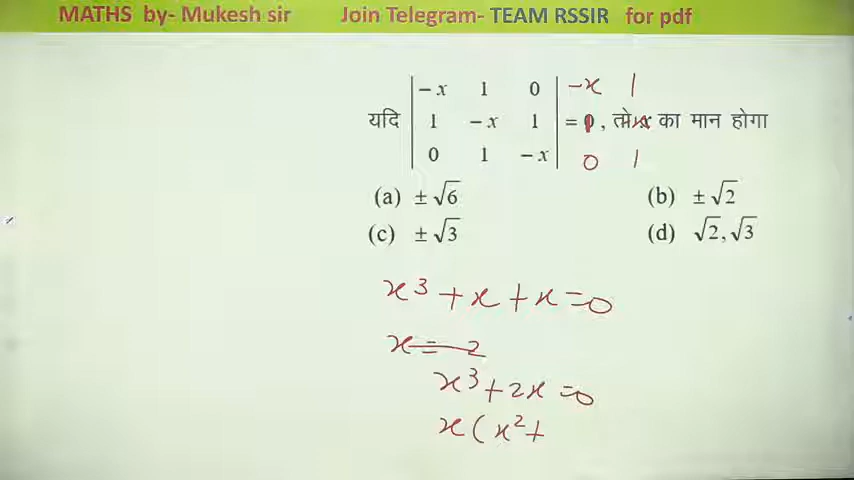 MATHS by- Mukesh sir Join Telegram- TEAM RSSIR for pdf
-x 1 0 -x 1
यदि 1 -x 1 = 0, तो x का मान होगा
0 1 -x 0 1
(a) ± √6 (b) ± √2
(c) ± √3 (d) √2, √3
x³ + x + x = 0
x = 2
x³ + 2x = 0
x ( x² +